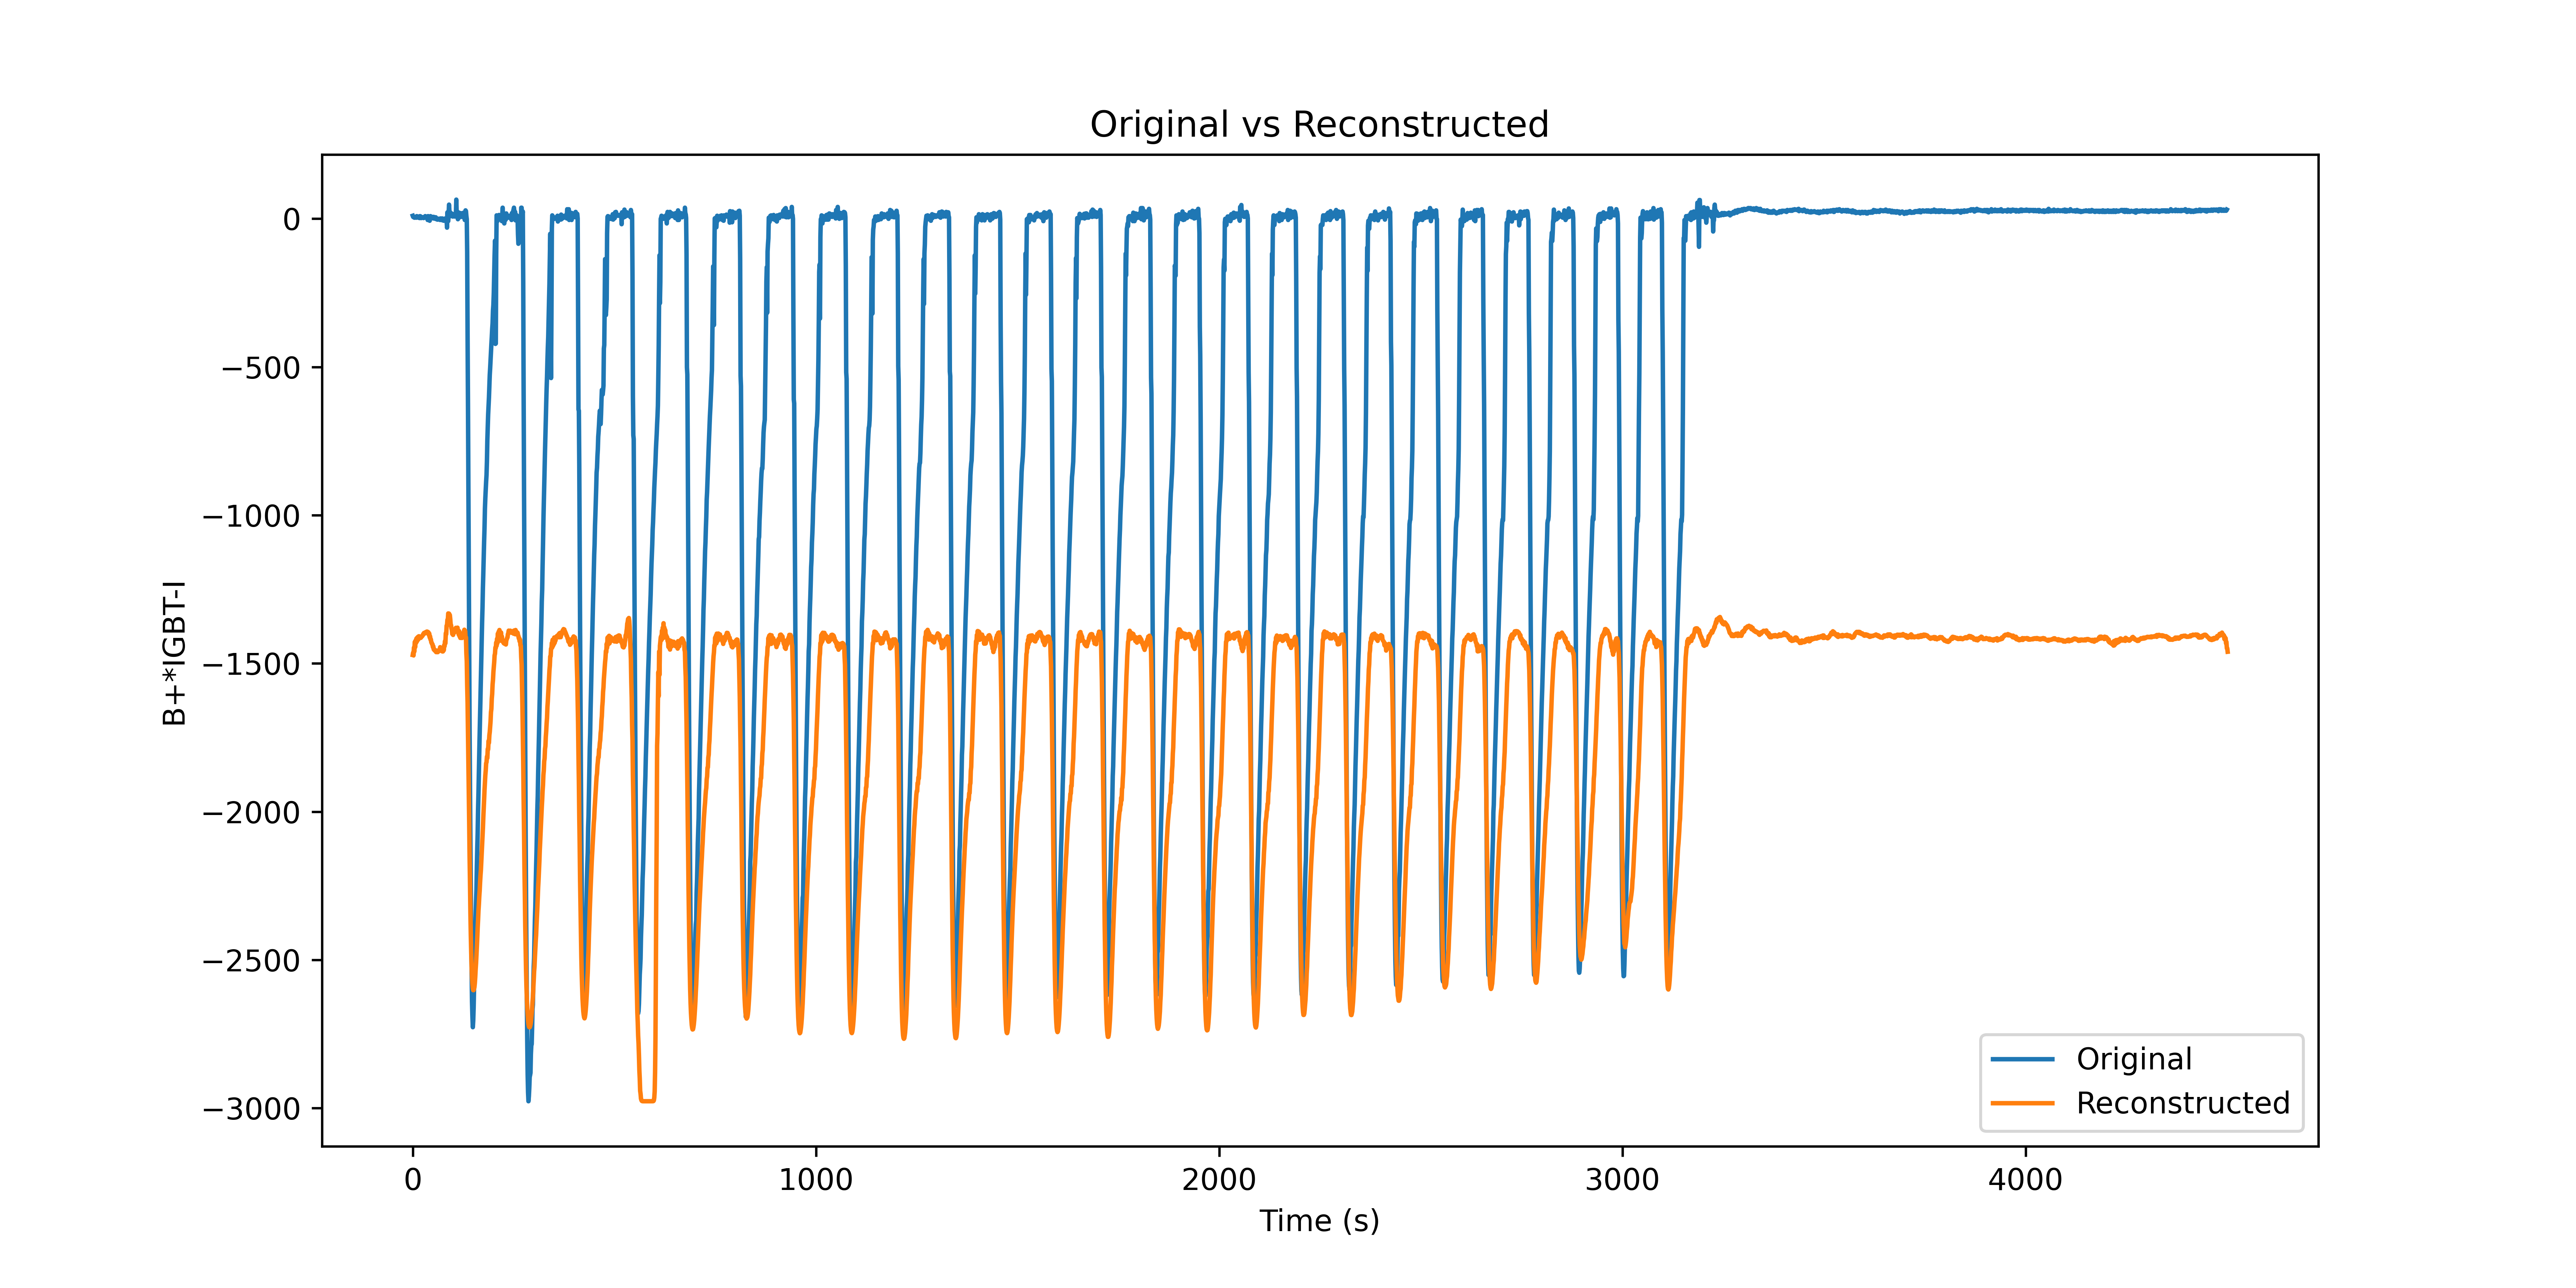 Original vs Reconstructed
B+*IGBT-I
0
−500
−1000
−1500
−2000
−2500
−3000
0 1000 2000 3000 4000
Time (s)
Original
Reconstructed